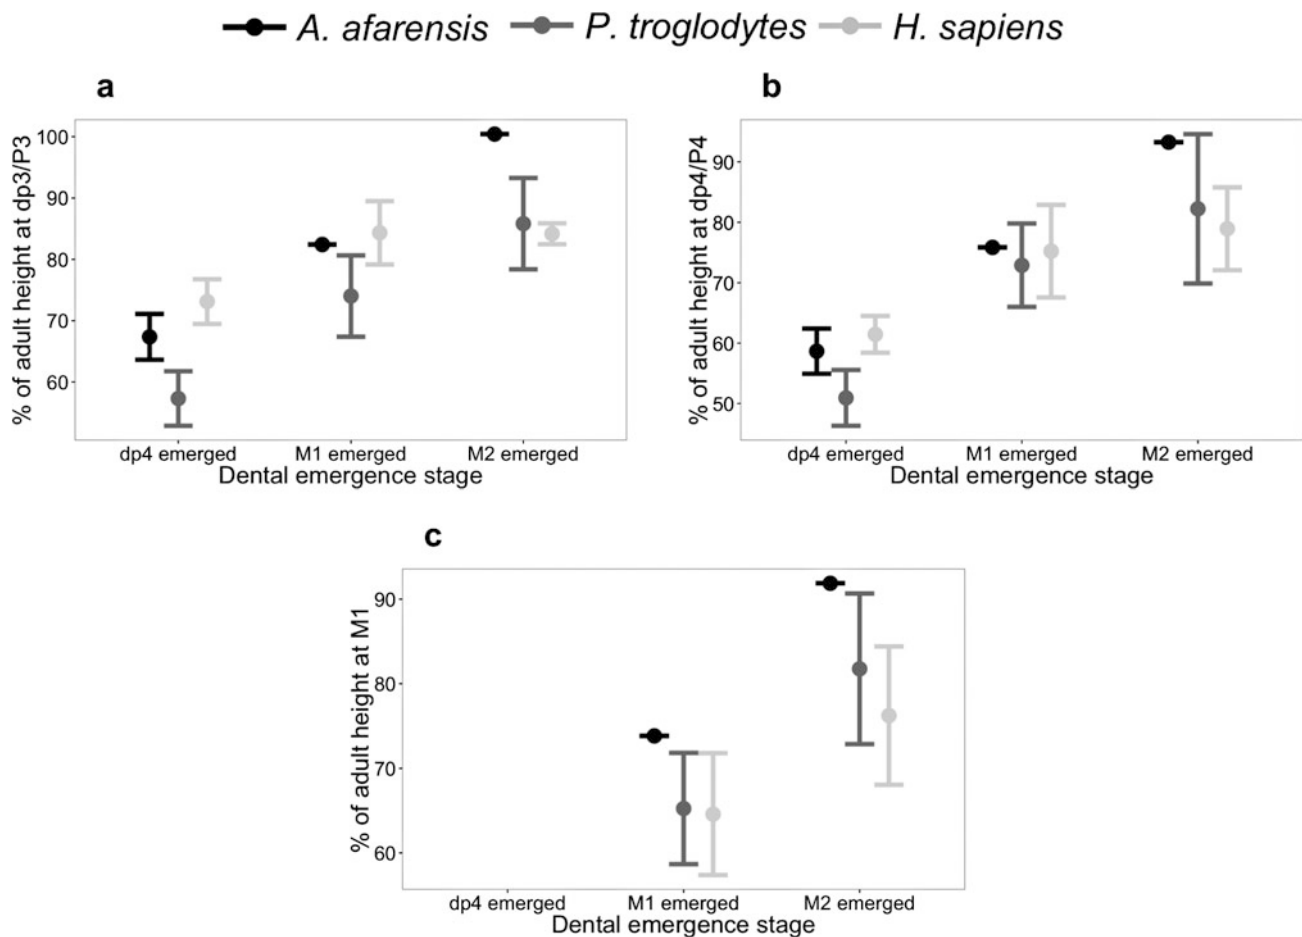 A. afarensis P. troglodytes H. sapiens
a
% of adult height at dp3/P3
100
90
80
70
60
dp4 emerged M1 emerged M2 emerged
Dental emergence stage
b
% of adult height at dp4/P4
90
80
70
60
50
dp4 emerged M1 emerged M2 emerged
Dental emergence stage
c
% of adult height at M1
90
80
70
60
dp4 emerged M1 emerged M2 emerged
Dental emergence stage